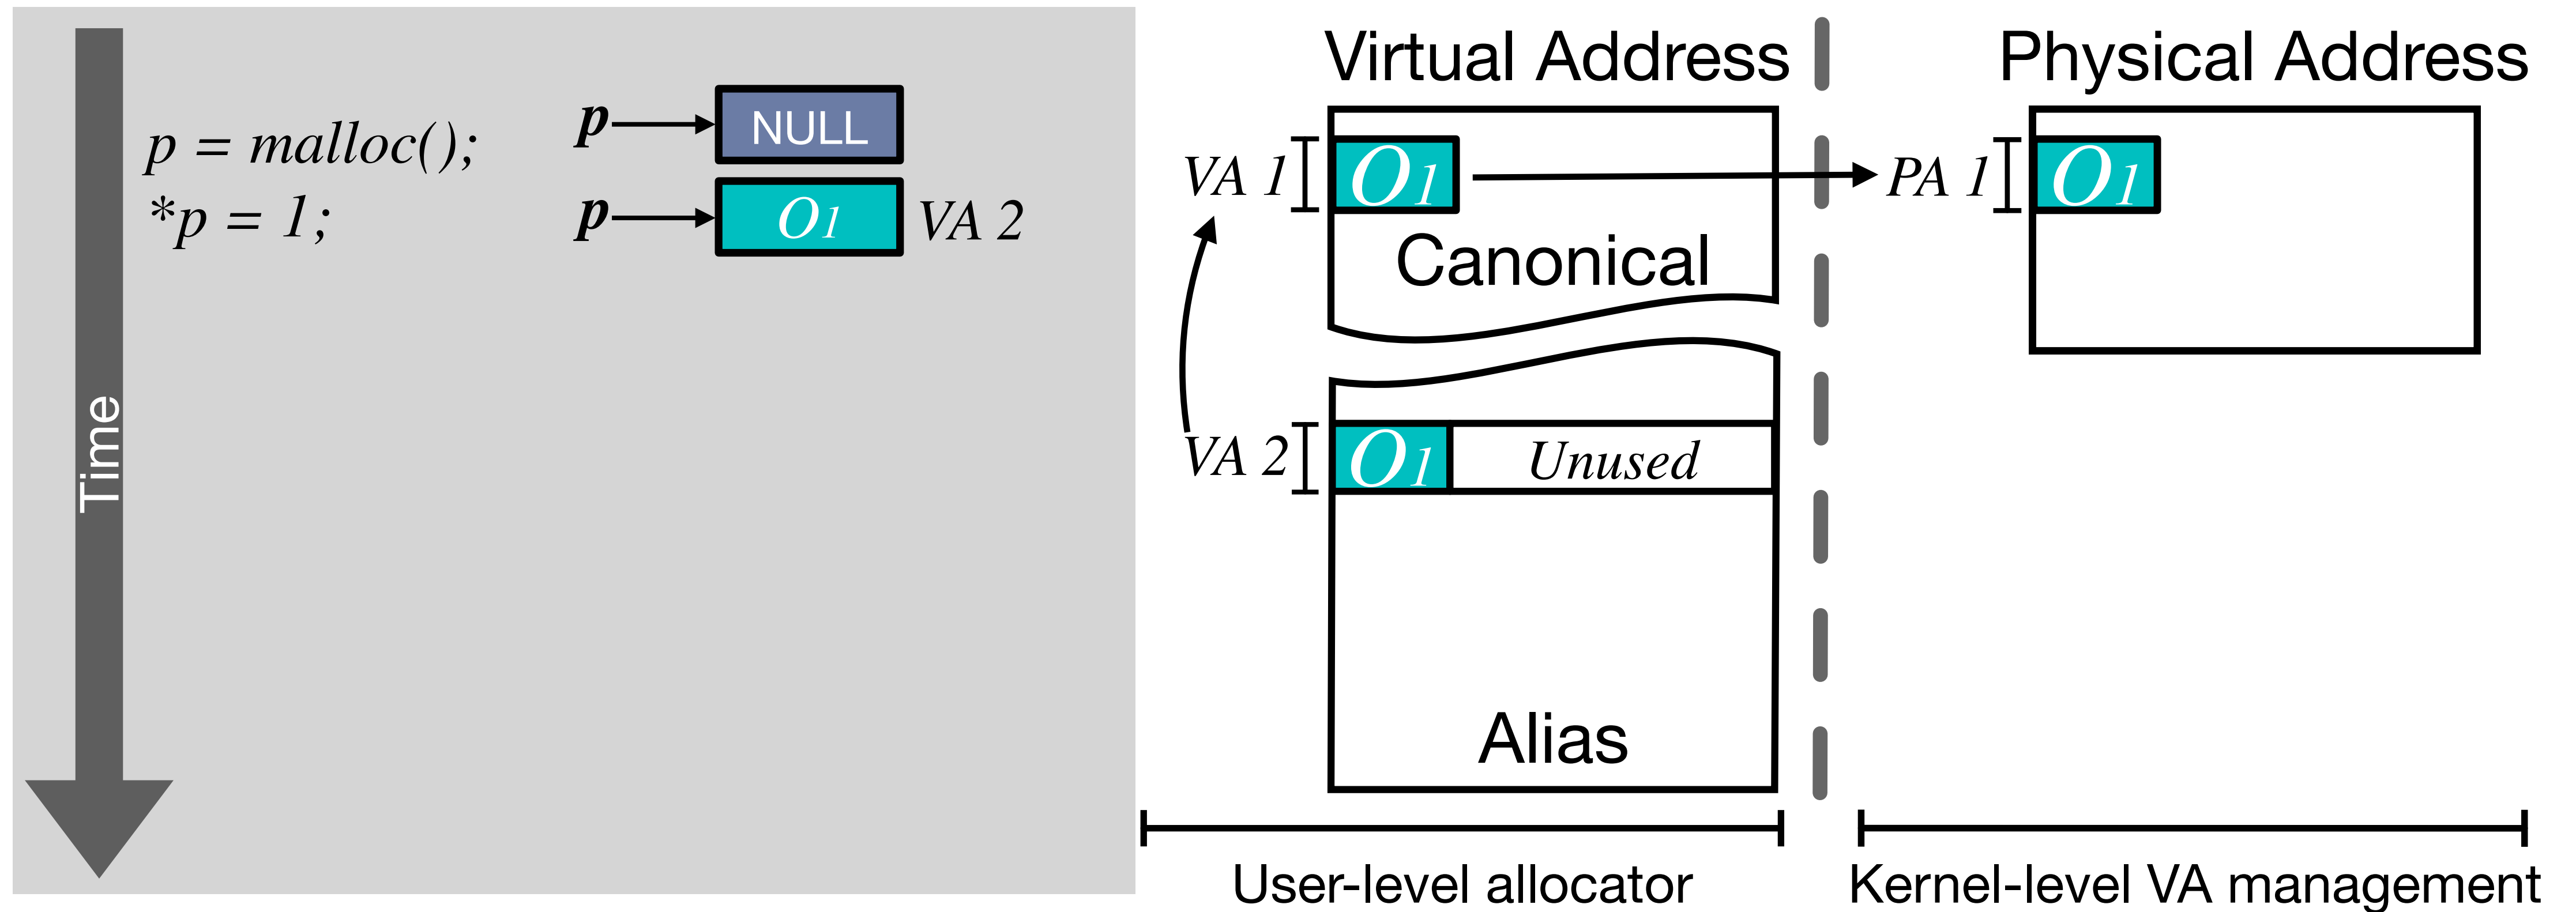 Time
p = malloc();
*p = 1;
p
NULL
p
O1
VA 2
Virtual Address
VA 1
O1
Canonical
VA 2
O1
Unused
Alias
User-level allocator
Physical Address
PA 1
O1
Kernel-level VA management